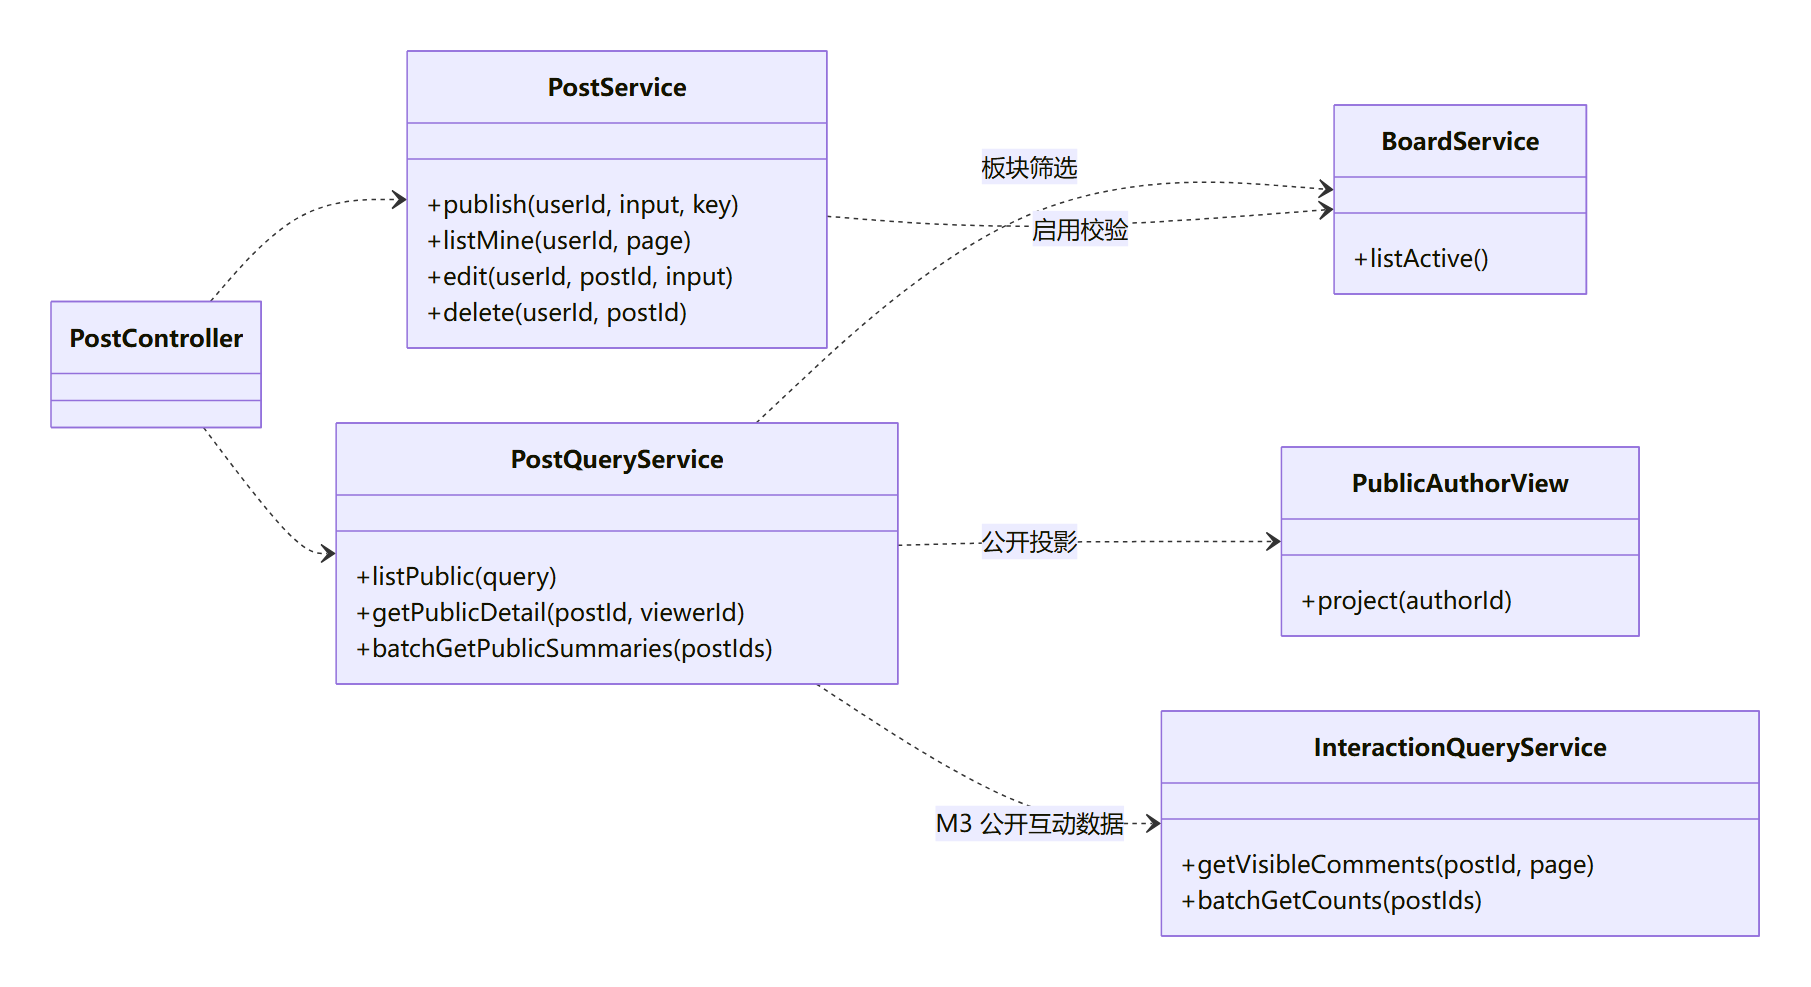 PostService
+publish(userId, input, key)
+listMine(userId, page)
+edit(userId, postId, input)
+delete(userId, postId)
板块筛选
启用校验
BoardService
+listActive()
PostController
PostQueryService
+listPublic(query)
+getPublicDetail(postId, viewerId)
+batchGetPublicSummaries(postIds)
公开投影
PublicAuthorView
+project(authorId)
M3 公开互动数据
InteractionQueryService
+getVisibleComments(postId, page)
+batchGetCounts(postIds)